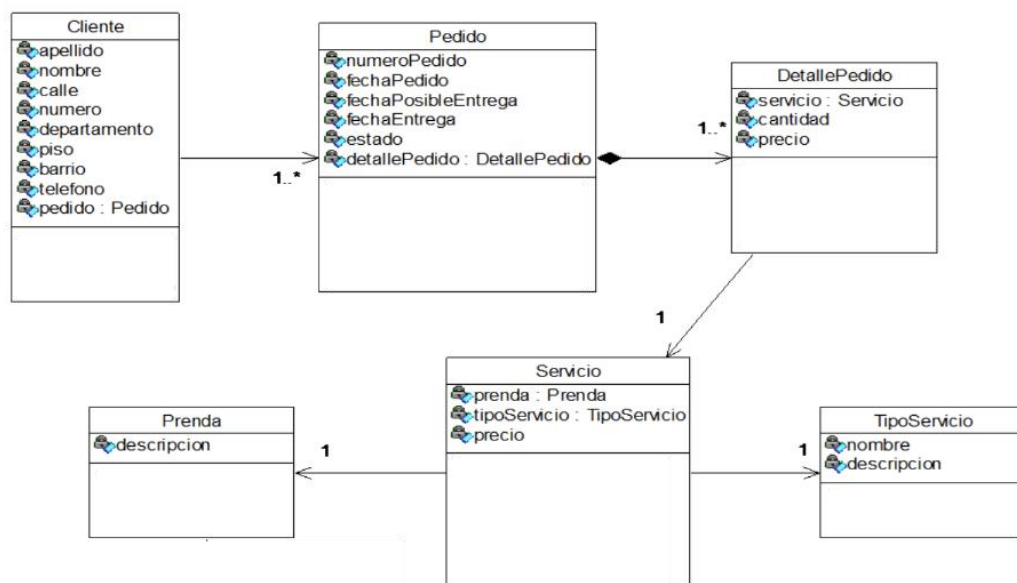 Cliente
apellido
nombre
calle
numero
departamento
piso
barrio
telefono
pedido : Pedido
1..*
Pedido
numeroPedido
fechaPedido
fechaPosibleEntrega
fechaEntrega
estado
detallePedido : DetallePedido
1..*
DetallePedido
servicio : Servicio
cantidad
precio
1
Servicio
prenda : Prenda
tipoServicio : TipoServicio
precio
Prenda
descripcion
1
1
TipoServicio
nombre
descripcion